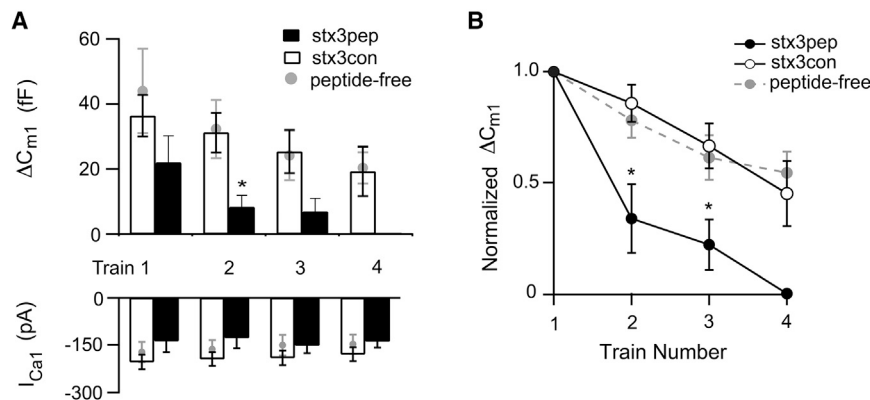 A
stx3pep
stx3con
peptide-free
ΔCm1 (fF)
60
40
20
0
Train 1 2 3 4
*
ICa1 (pA)
0
-150
-300
B
stx3pep
stx3con
peptide-free
Normalized ΔCm1
1.0
0.5
0
*
*
1 2 3 4
Train Number